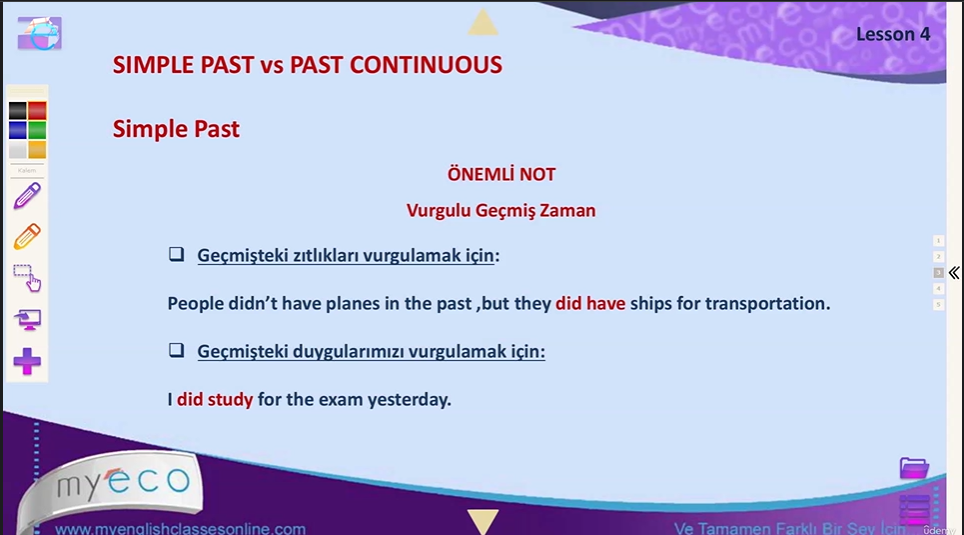 Lesson 4
SIMPLE PAST vs PAST CONTINUOUS
Simple Past
ÖNEMLİ NOT
Vurgulu Geçmiş Zaman
Geçmişteki zıtlıkları vurgulamak için:
People didn’t have planes in the past ,but they did have ships for transportation.
Geçmişteki duygularımızı vurgulamak için:
I did study for the exam yesterday.
Kalem
1
2
3
4
5
myeco
www.myenglishclassesonline.com
Ve Tamamen Farklı Bir Şey İçin
ûdemy